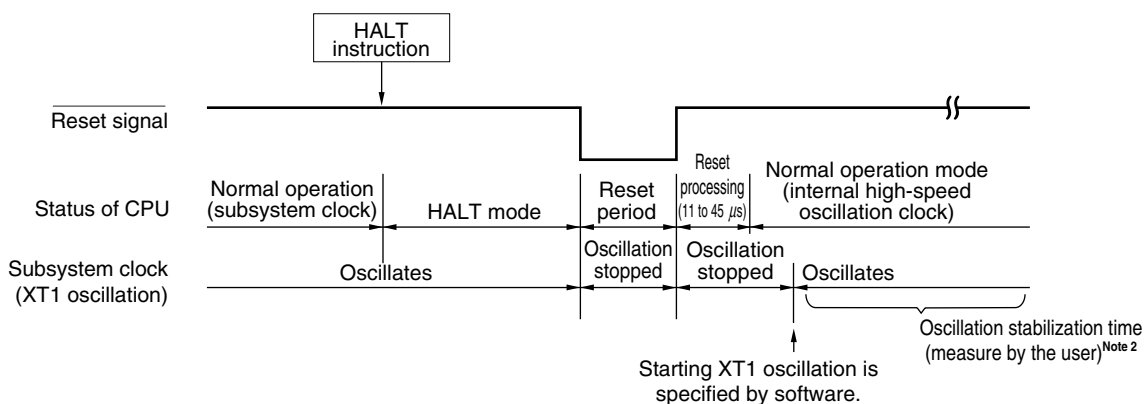 HALT
instruction
Reset signal
Status of CPU
Normal operation
(subsystem clock)
HALT mode
Reset
period
Reset
processing
(11 to 45 μs)
Normal operation mode
(internal high-speed
oscillation clock)
Subsystem clock
(XT1 oscillation)
Oscillates
Oscillation
stopped
Oscillation
stopped
Oscillates
Oscillation stabilization time
(measure by the user)Note 2
Starting XT1 oscillation is
specified by software.